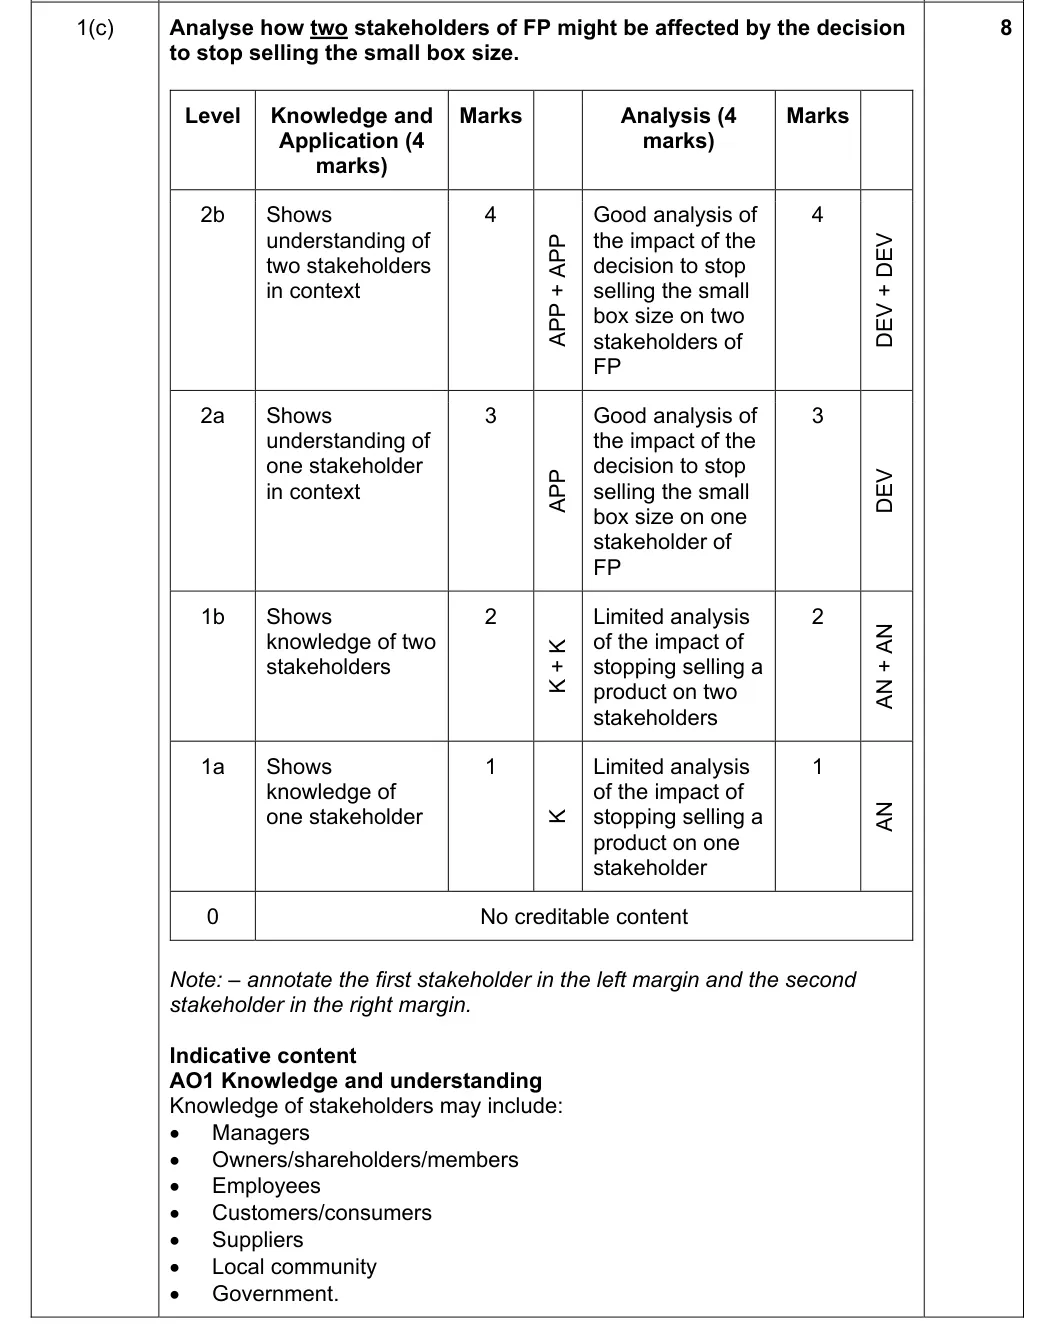 1(c)
Analyse how two stakeholders of FP might be affected by the decision
to stop selling the small box size.
8
Level
Knowledge and
Application (4
marks)
Marks
Analysis (4
marks)
Marks
2b
Shows
understanding of
two stakeholders
in context
4
APP + APP
Good analysis of
the impact of the
decision to stop
selling the small
box size on two
stakeholders of
FP
4
DEV + DEV
2a
Shows
understanding of
one stakeholder
in context
3
APP
Good analysis of
the impact of the
decision to stop
selling the small
box size on one
stakeholder of
FP
3
DEV
1b
Shows
knowledge of two
stakeholders
2
K + K
Limited analysis
of the impact of
stopping selling a
product on two
stakeholders
2
AN + AN
1a
Shows
knowledge of
one stakeholder
1
K
Limited analysis
of the impact of
stopping selling a
product on one
stakeholder
1
AN
0
No creditable content
Note: – annotate the first stakeholder in the left margin and the second
stakeholder in the right margin.
Indicative content
AO1 Knowledge and understanding
Knowledge of stakeholders may include:
• Managers
• Owners/shareholders/members
• Employees
• Customers/consumers
• Suppliers
• Local community
• Government.